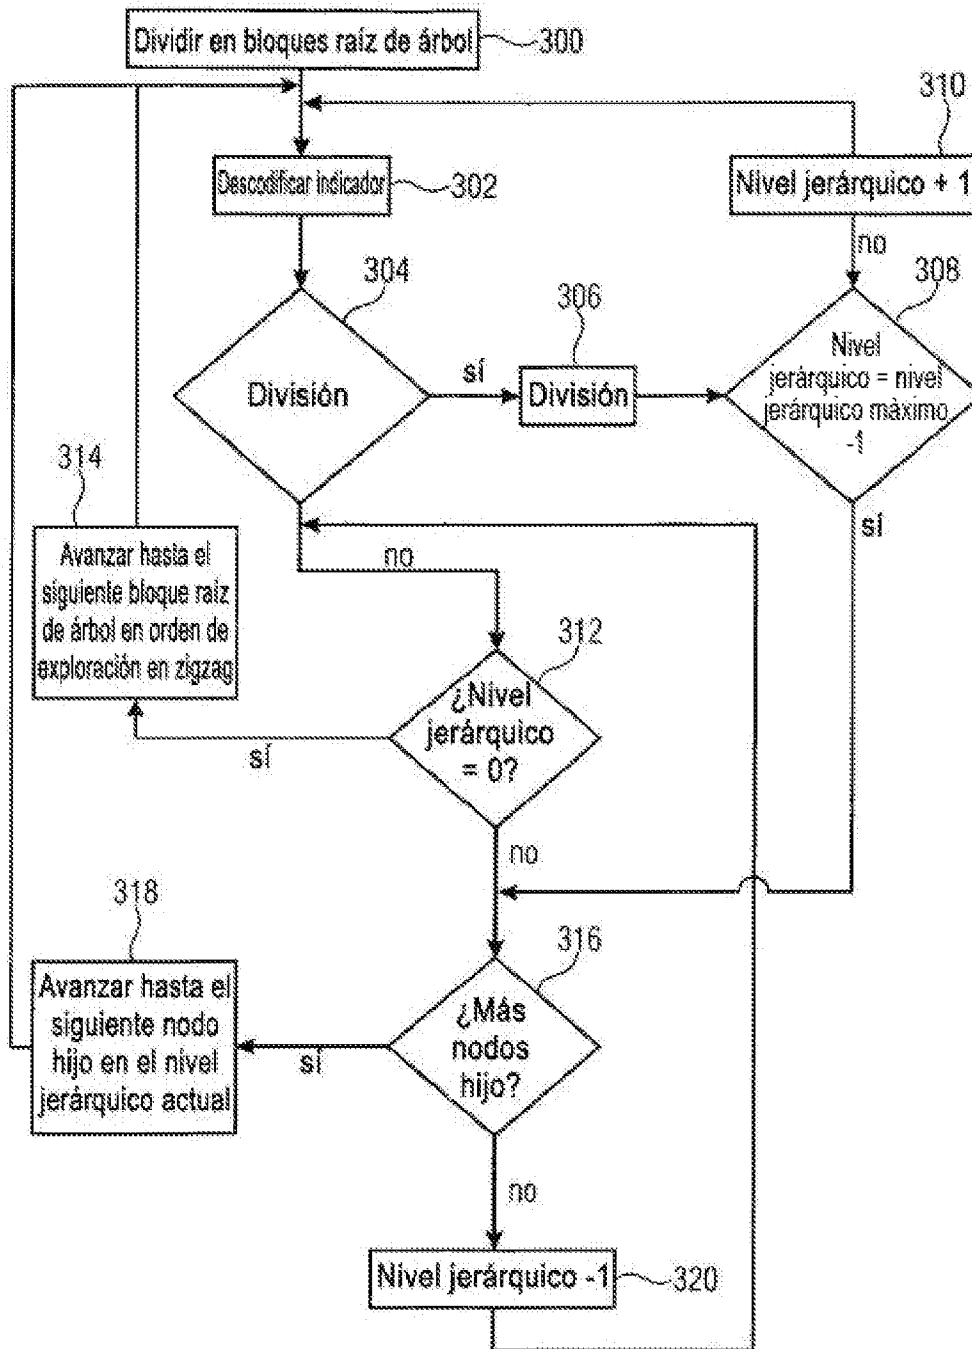 Dividir en bloques raíz de árbol
300
310
Descodificar indicador
302
Nivel jerárquico + 1
no
304
308
306
Nivel
jerárquico = nivel
jerárquico máximo
-1
sí
División
División
314
sí
Avanzar hasta el
siguiente bloque raíz
de árbol en orden de
exploración en zigzag
no
312
¿Nivel
jerárquico
= 0?
sí
no
318
316
Avanzar hasta el
siguiente nodo
hijo en el nivel
jerárquico actual
¿Más
nodos
hijo?
sí
no
Nivel jerárquico -1
320